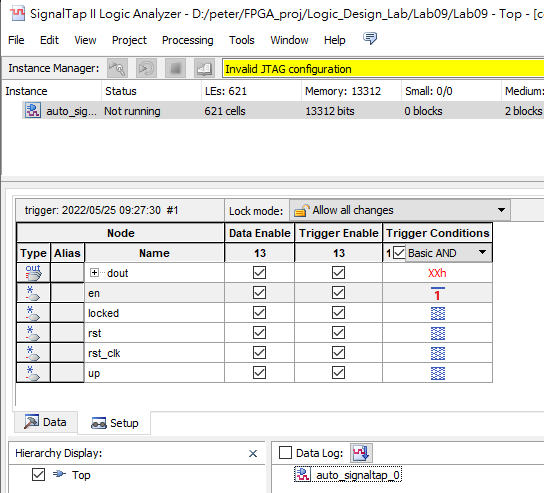 SignalTap II Logic Analyzer - D:/peter/FPGA_proj/Logic_Design_Lab/Lab09/Lab09 - Top - [c
File Edit View Project Processing Tools Window Help
Instance Manager: Invalid JTAG configuration
Instance Status LEs: 621 Memory: 13312 Small: 0/0 Medium:
auto_sig... Not running 621 cells 13312 bits 0 blocks 2 blocks
trigger: 2022/05/25 09:27:30 #1 Lock mode: Allow all changes
Node Data Enable Trigger Enable Trigger Conditions
Type Alias Name 13 13 1 Basic AND
out dout XXh
* en 1
* locked
* rst
* rst_clk
* up
Data Setup
Hierarchy Display: × Data Log:
Top auto_signaltap_0